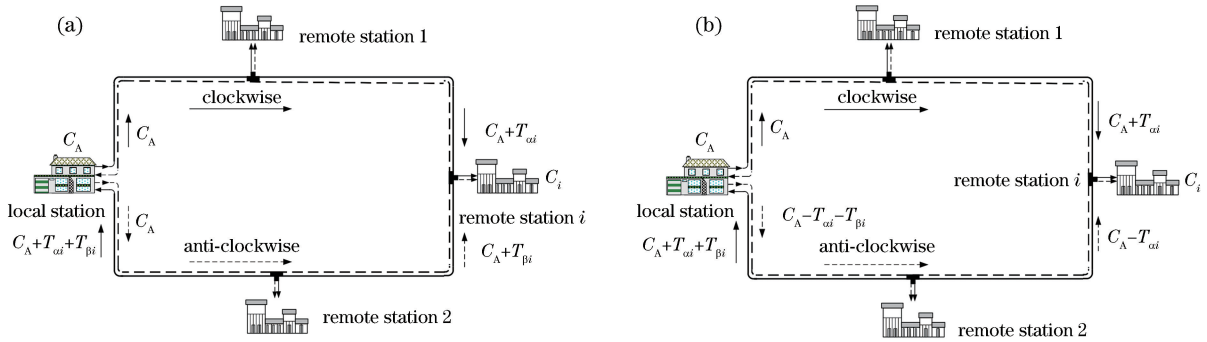 (a)
remote station 1
clockwise
C_A
C_A
C_A+T_αi
C_i
local station
remote station i
C_A
C_A+T_αi+T_βi
anti-clockwise
C_A+T_βi
remote station 2
(b)
remote station 1
clockwise
C_A
C_A
C_A+T_αi
remote station i
C_i
local station
C_A−T_αi−T_βi
C_A+T_αi+T_βi
anti-clockwise
C_A−T_αi
remote station 2